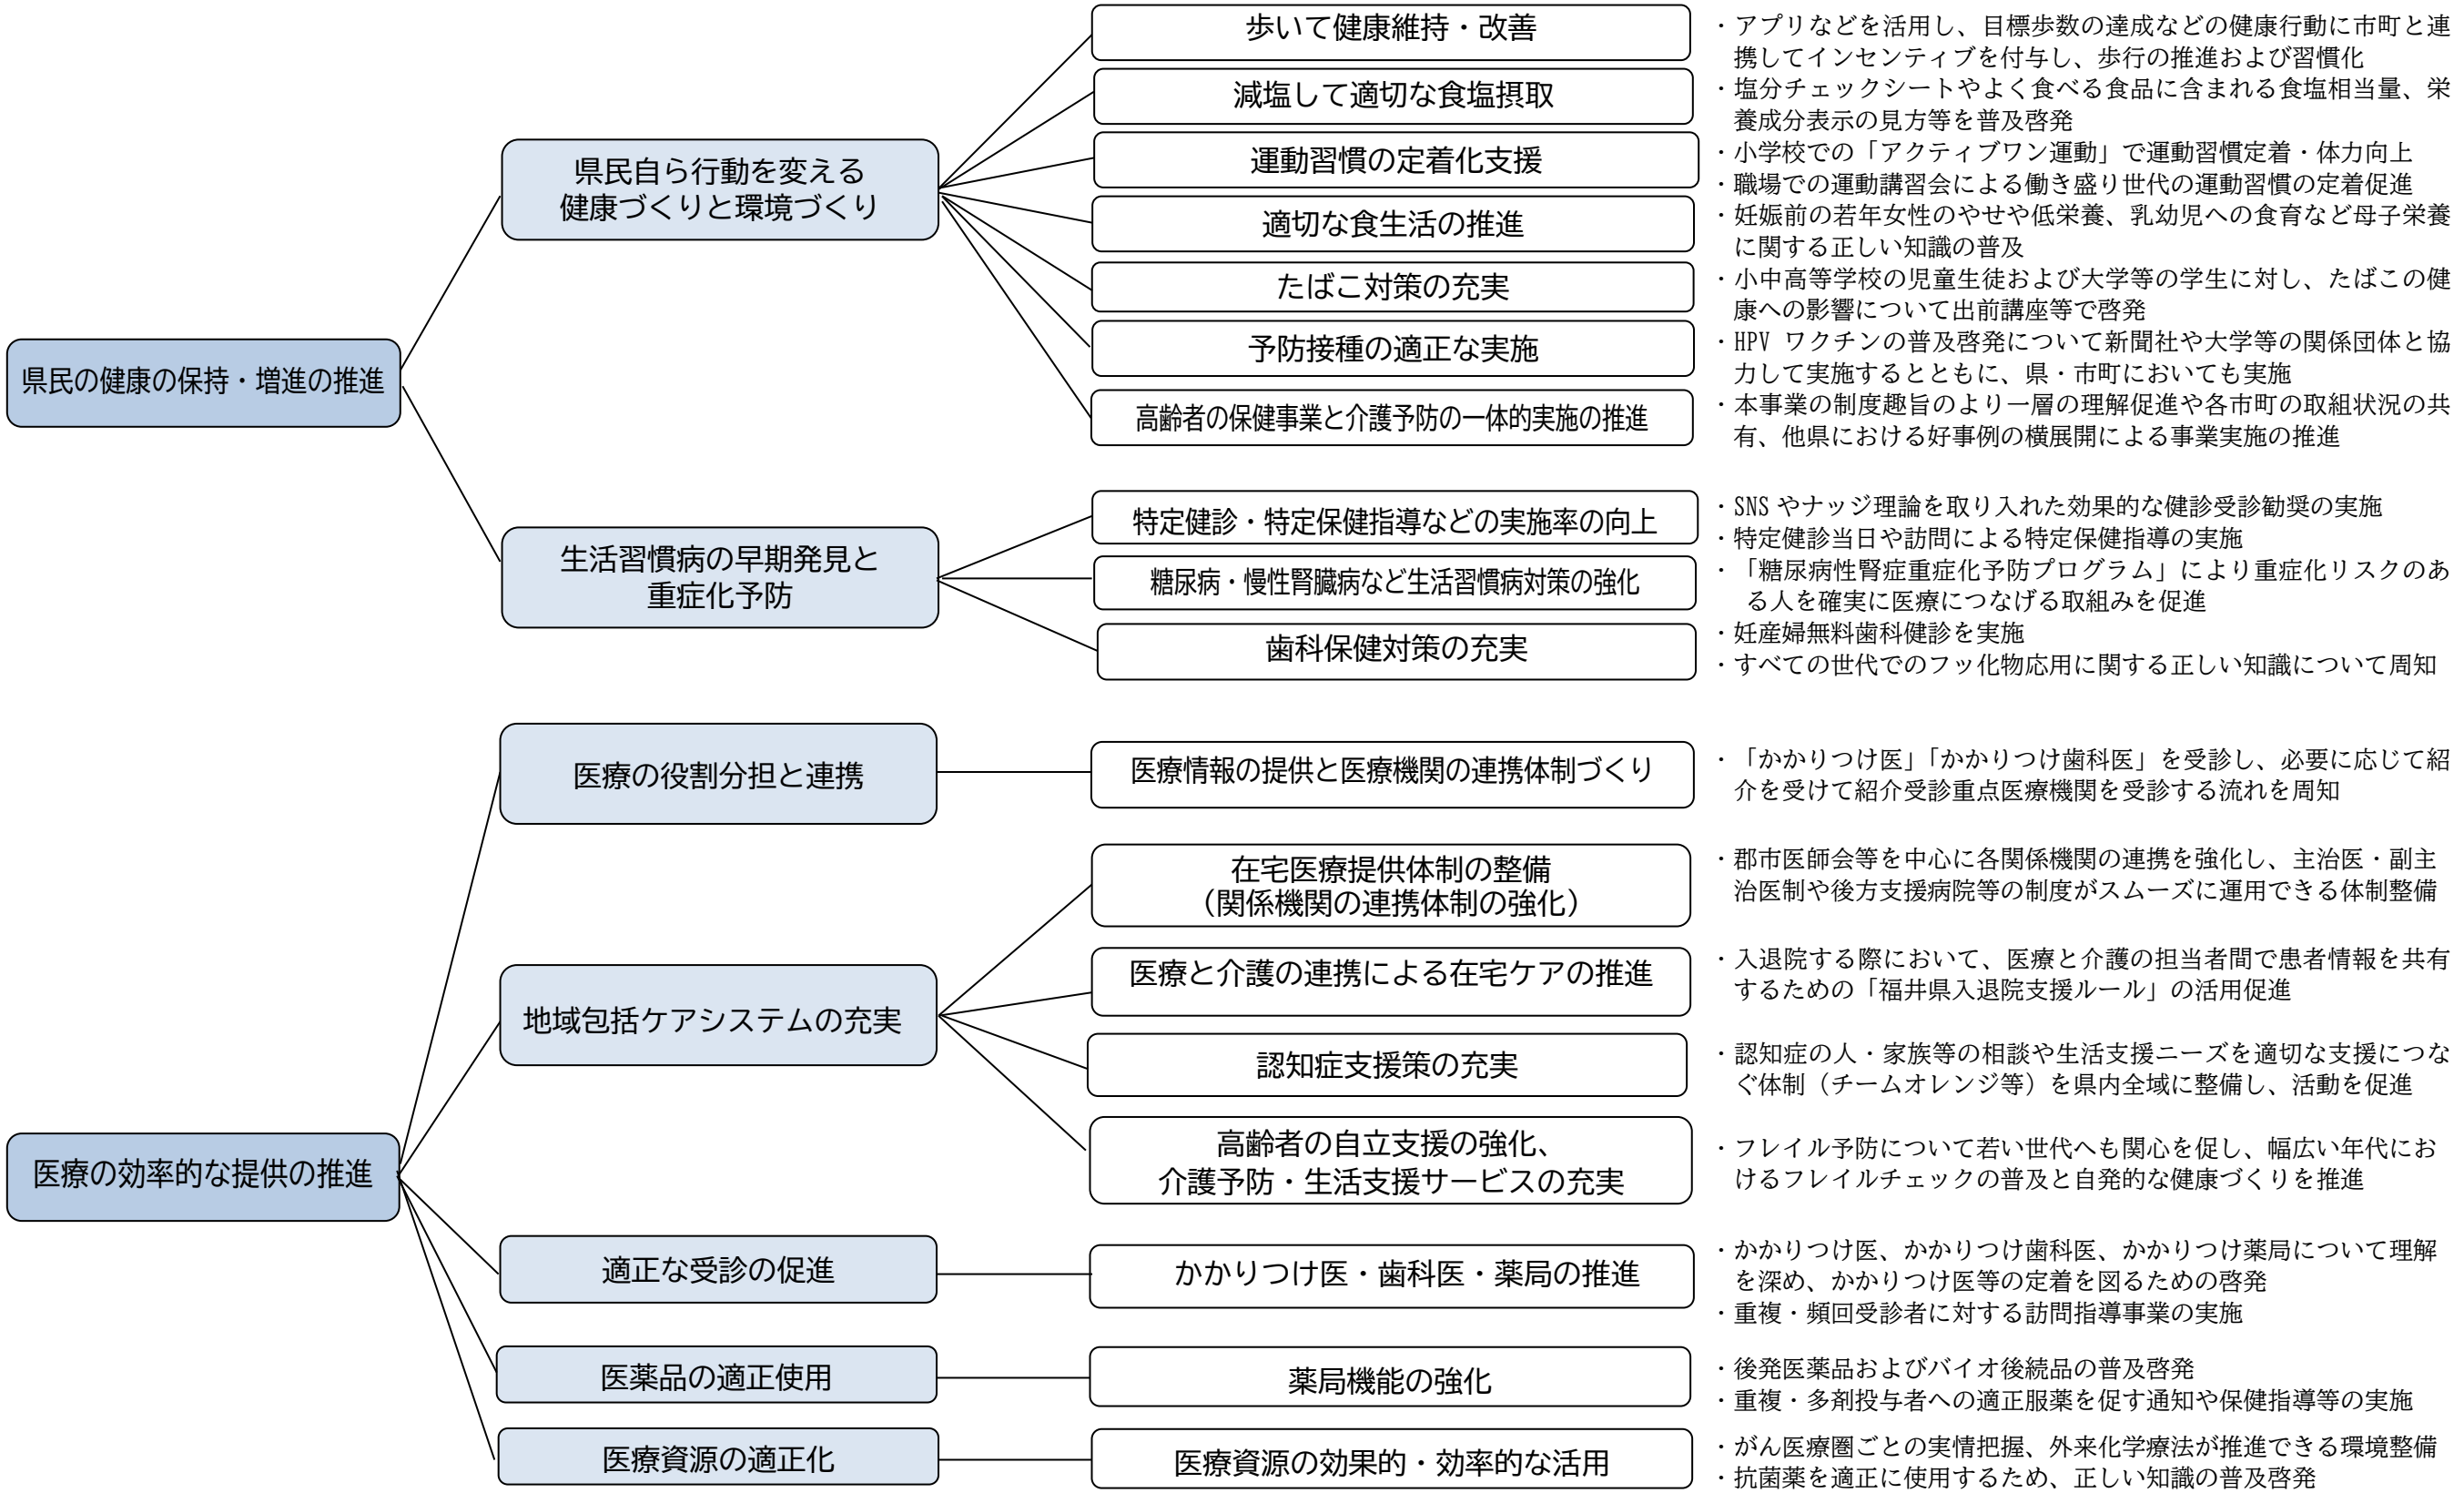 県民の健康の保持・増進の推進
県民自ら行動を変える
健康づくりと環境づくり
歩いて健康維持・改善
減塩して適切な食塩摂取
運動習慣の定着化支援
適切な食生活の推進
たばこ対策の充実
予防接種の適正な実施
高齢者の保健事業と介護予防の一体的実施の推進
・アプリなどを活用し、目標歩数の達成などの健康行動に市町と連
携してインセンティブを付与し、歩行の推進および習慣化
・塩分チェックシートやよく食べる食品に含まれる食塩相当量、栄
養成分表示の見方等を普及啓発
・小学校での「アクティブワン運動」で運動習慣定着・体力向上
・職場での運動講習会による働き盛り世代の運動習慣の定着促進
・妊娠前の若年女性のやせや低栄養、乳幼児への食育など母子栄養
に関する正しい知識の普及
・小中高等学校の児童生徒および大学等の学生に対し、たばこの健
康への影響について出前講座等で啓発
・HPV ワクチンの普及啓発について新聞社や大学等の関係団体と協
力して実施するとともに、県・市町においても実施
・本事業の制度趣旨のより一層の理解促進や各市町の取組状況の共
有、他県における好事例の横展開による事業実施の推進
生活習慣病の早期発見と
重症化予防
特定健診・特定保健指導などの実施率の向上
糖尿病・慢性腎臓病など生活習慣病対策の強化
歯科保健対策の充実
・SNS やナッジ理論を取り入れた効果的な健診受診勧奨の実施
・特定健診当日や訪問による特定保健指導の実施
・「糖尿病性腎症重症化予防プログラム」により重症化リスクのあ
る人を確実に医療につなげる取組みを促進
・妊産婦無料歯科健診を実施
・すべての世代でのフッ化物応用に関する正しい知識について周知
医療の効率的な提供の推進
医療の役割分担と連携
医療情報の提供と医療機関の連携体制づくり
・「かかりつけ医」「かかりつけ歯科医」を受診し、必要に応じて紹
介を受けて紹介受診重点医療機関を受診する流れを周知
地域包括ケアシステムの充実
在宅医療提供体制の整備
（関係機関の連携体制の強化）
・郡市医師会等を中心に各関係機関の連携を強化し、主治医・副主
治医制や後方支援病院等の制度がスムーズに運用できる体制整備
医療と介護の連携による在宅ケアの推進
・入退院する際において、医療と介護の担当者間で患者情報を共有
するための「福井県入退院支援ルール」の活用促進
認知症支援策の充実
・認知症の人・家族等の相談や生活支援ニーズを適切な支援につな
ぐ体制（チームオレンジ等）を県内全域に整備し、活動を促進
高齢者の自立支援の強化、
介護予防・生活支援サービスの充実
・フレイル予防について若い世代へも関心を促し、幅広い年代にお
けるフレイルチェックの普及と自発的な健康づくりを推進
適正な受診の促進
かかりつけ医・歯科医・薬局の推進
・かかりつけ医、かかりつけ歯科医、かかりつけ薬局について理解
を深め、かかりつけ医等の定着を図るための啓発
・重複・頻回受診者に対する訪問指導事業の実施
医薬品の適正使用
薬局機能の強化
・後発医薬品およびバイオ後続品の普及啓発
・重複・多剤投与者への適正服薬を促す通知や保健指導等の実施
医療資源の適正化
医療資源の効果的・効率的な活用
・がん医療圏ごとの実情把握、外来化学療法が推進できる環境整備
・抗菌薬を適正に使用するため、正しい知識の普及啓発